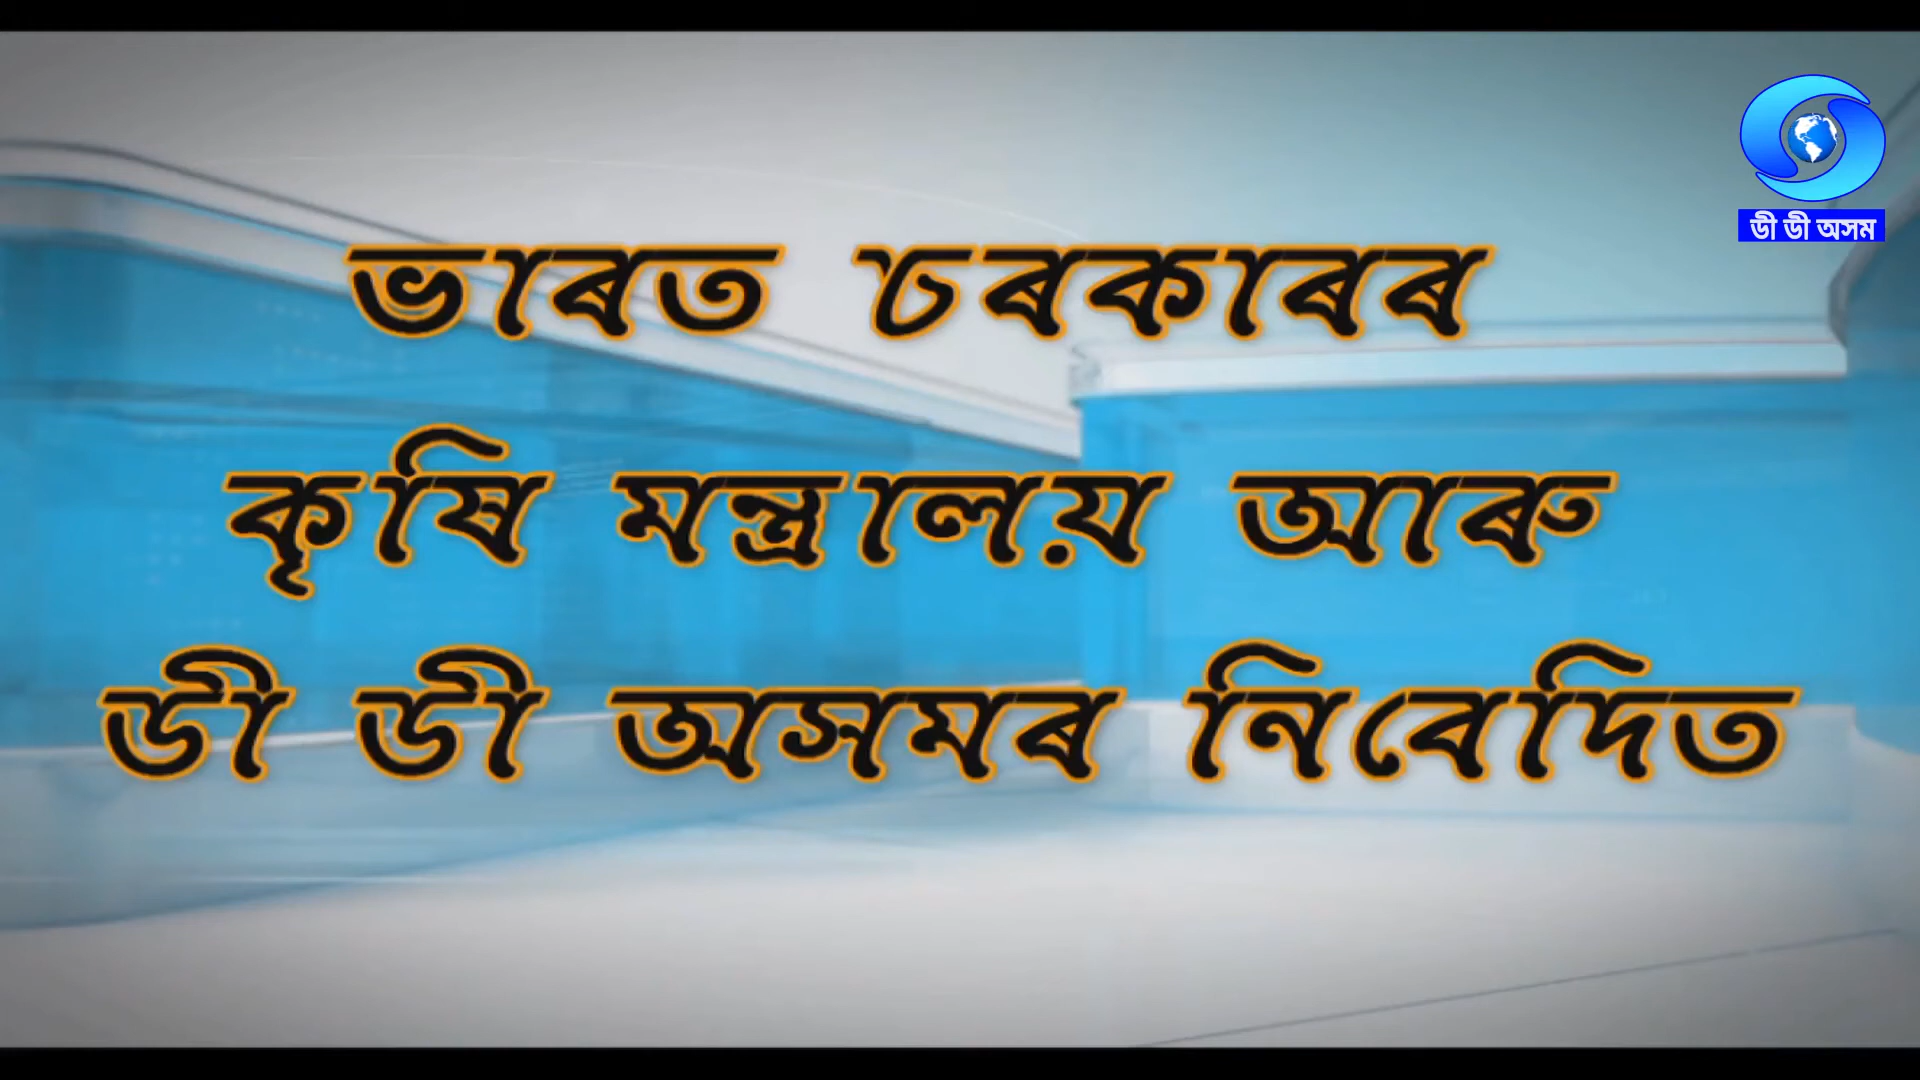 ডী ডী অসম
ভাৰত চৰকাৰৰ
কৃষি মন্ত্ৰালয় আৰু
ডী ডী অসমৰ নিবেদিত